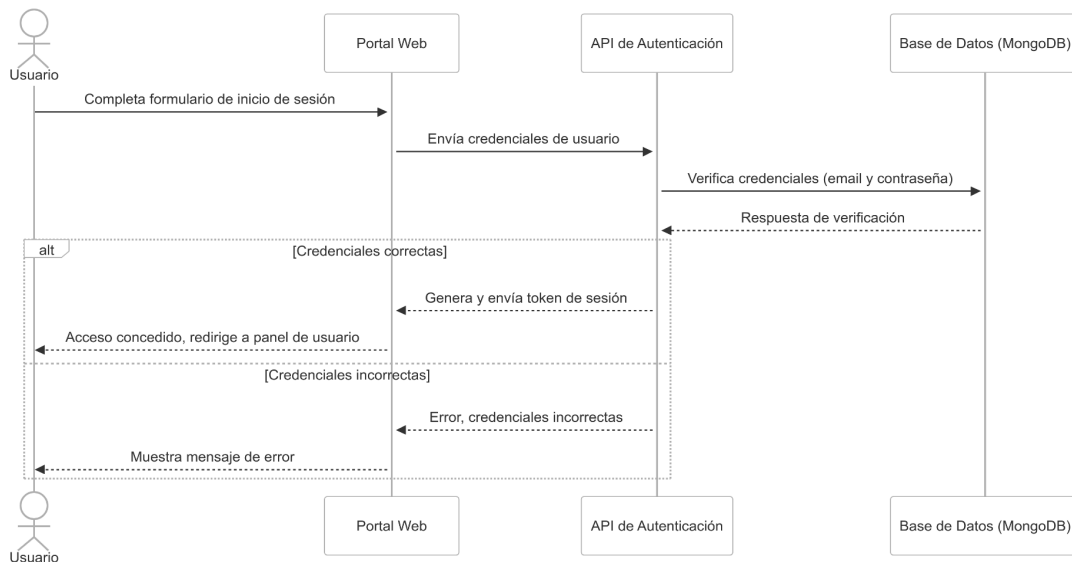 Usuario
Portal Web
API de Autenticación
Base de Datos (MongoDB)
Completa formulario de inicio de sesión
Envía credenciales de usuario
Verifica credenciales (email y contraseña)
Respuesta de verificación
alt
[Credenciales correctas]
Genera y envía token de sesión
Acceso concedido, redirige a panel de usuario
[Credenciales incorrectas]
Error, credenciales incorrectas
Muestra mensaje de error
Usuario
Portal Web
API de Autenticación
Base de Datos (MongoDB)